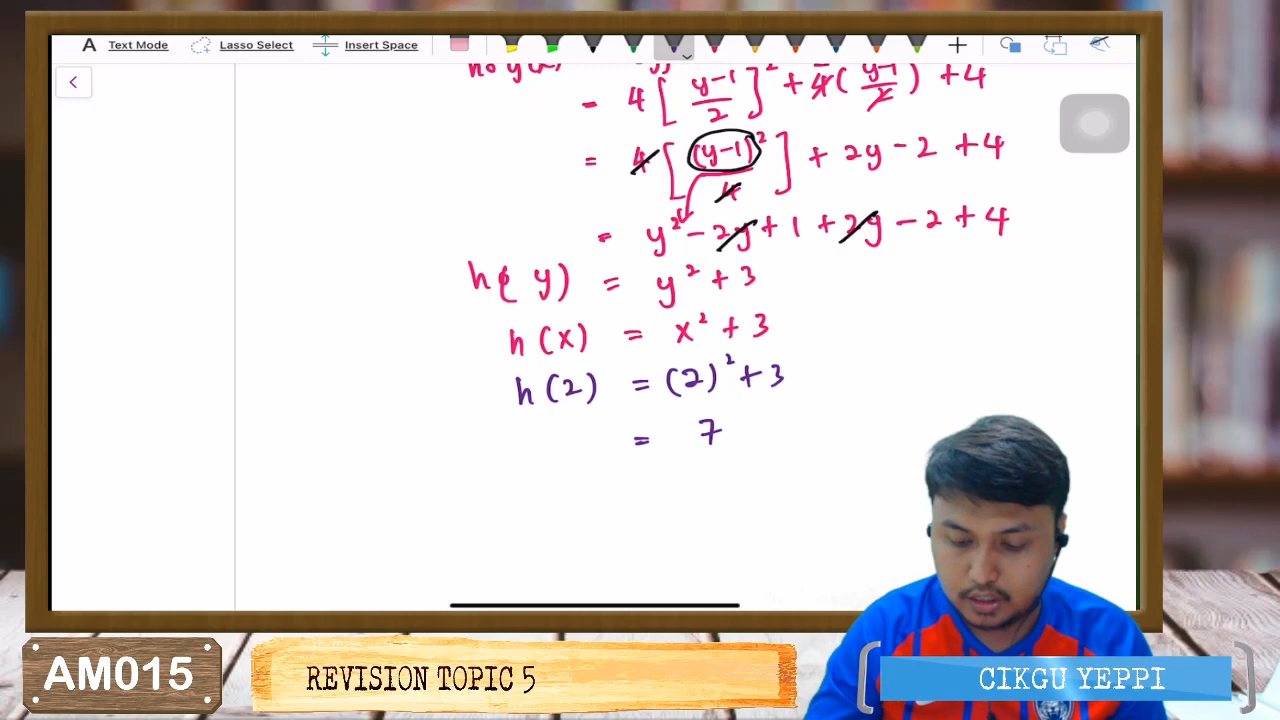 A Text Mode Lasso Select Insert Space
= 4 [ y-1/2 ]² + 4( y-1/2 ) + 4
= 4 [ (y-1)²/4 ] + 2y - 2 + 4
= y² - 2y + 1 + 2y - 2 + 4
h( y) = y² + 3
h(x) = x² + 3
h(2) = (2)² + 3
= 7
AM015
REVISION TOPIC 5
CIKGU YEPPI